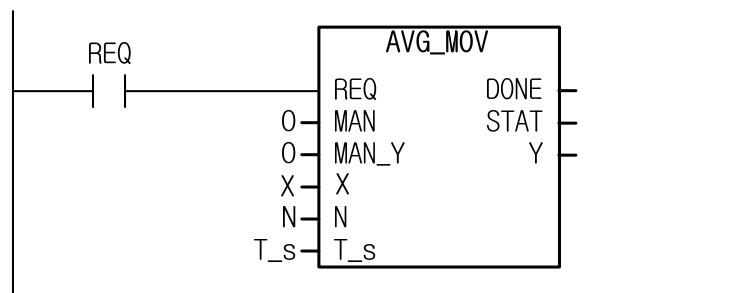 AVG_MOV
REQ
REQ DONE
0 MAN STAT
0 MAN_Y Y
X X
N N
T_s T_s